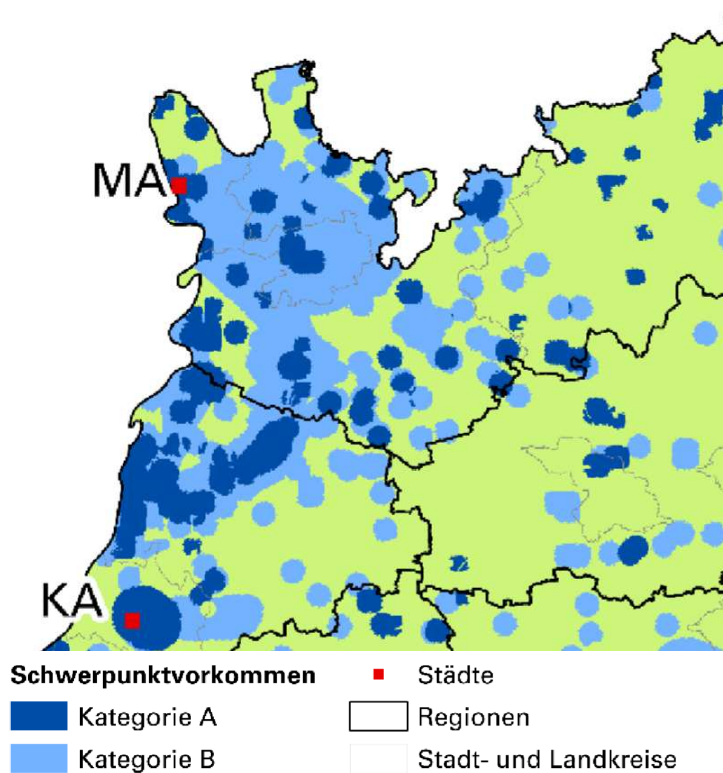 MA
KA
Schwerpunktvorkommen
Städte
Kategorie A
Regionen
Kategorie B
Stadt- und Landkreise